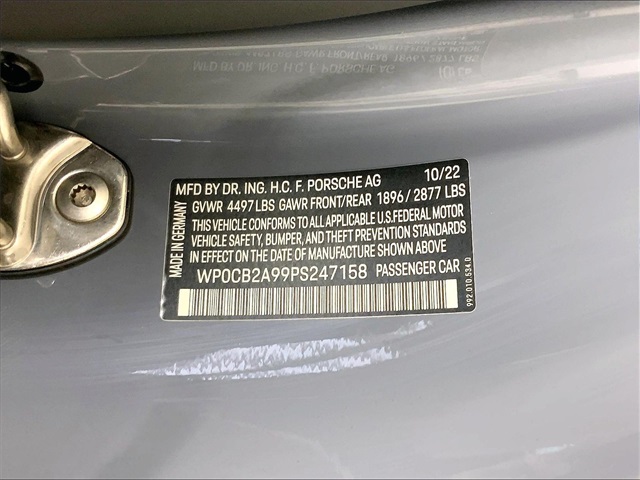 MFD BY DR. ING. H.C. F. PORSCHE AG 10/22
GVWR 4497LBS GAWR FRONT/REAR 1896/2877 LBS
THIS VEHICLE CONFORMS TO ALL APPLICABLE U.S.FEDERAL MOTOR
VEHICLE SAFETY, BUMPER, AND THEFT PREVENTION STANDARDS
IN EFFECT ON THE DATE OF MANUFACTURE SHOWN ABOVE.
WP0CB2A99PS247158 PASSENGER CAR
MADE IN GERMANY
992.010.534.0